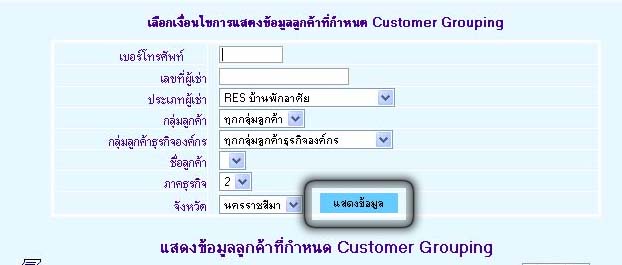 เลือกเงื่อนไขการแสดงข้อมูลลูกค้าที่กำหนด Customer Grouping
เบอร์โทรศัพท์
เลขที่ผู้เช่า
ประเภทผู้เช่า RES บ้านพักอาศัย
กลุ่มลูกค้า ทุกกลุ่มลูกค้า
กลุ่มลูกค้าธุรกิจองค์กร ทุกกลุ่มลูกค้าธุรกิจองค์กร
ชื่อลูกค้า
ภาคธุรกิจ 2
จังหวัด นครราชสีมา แสดงข้อมูล
แสดงข้อมูลลูกค้าที่กำหนด Customer Grouping